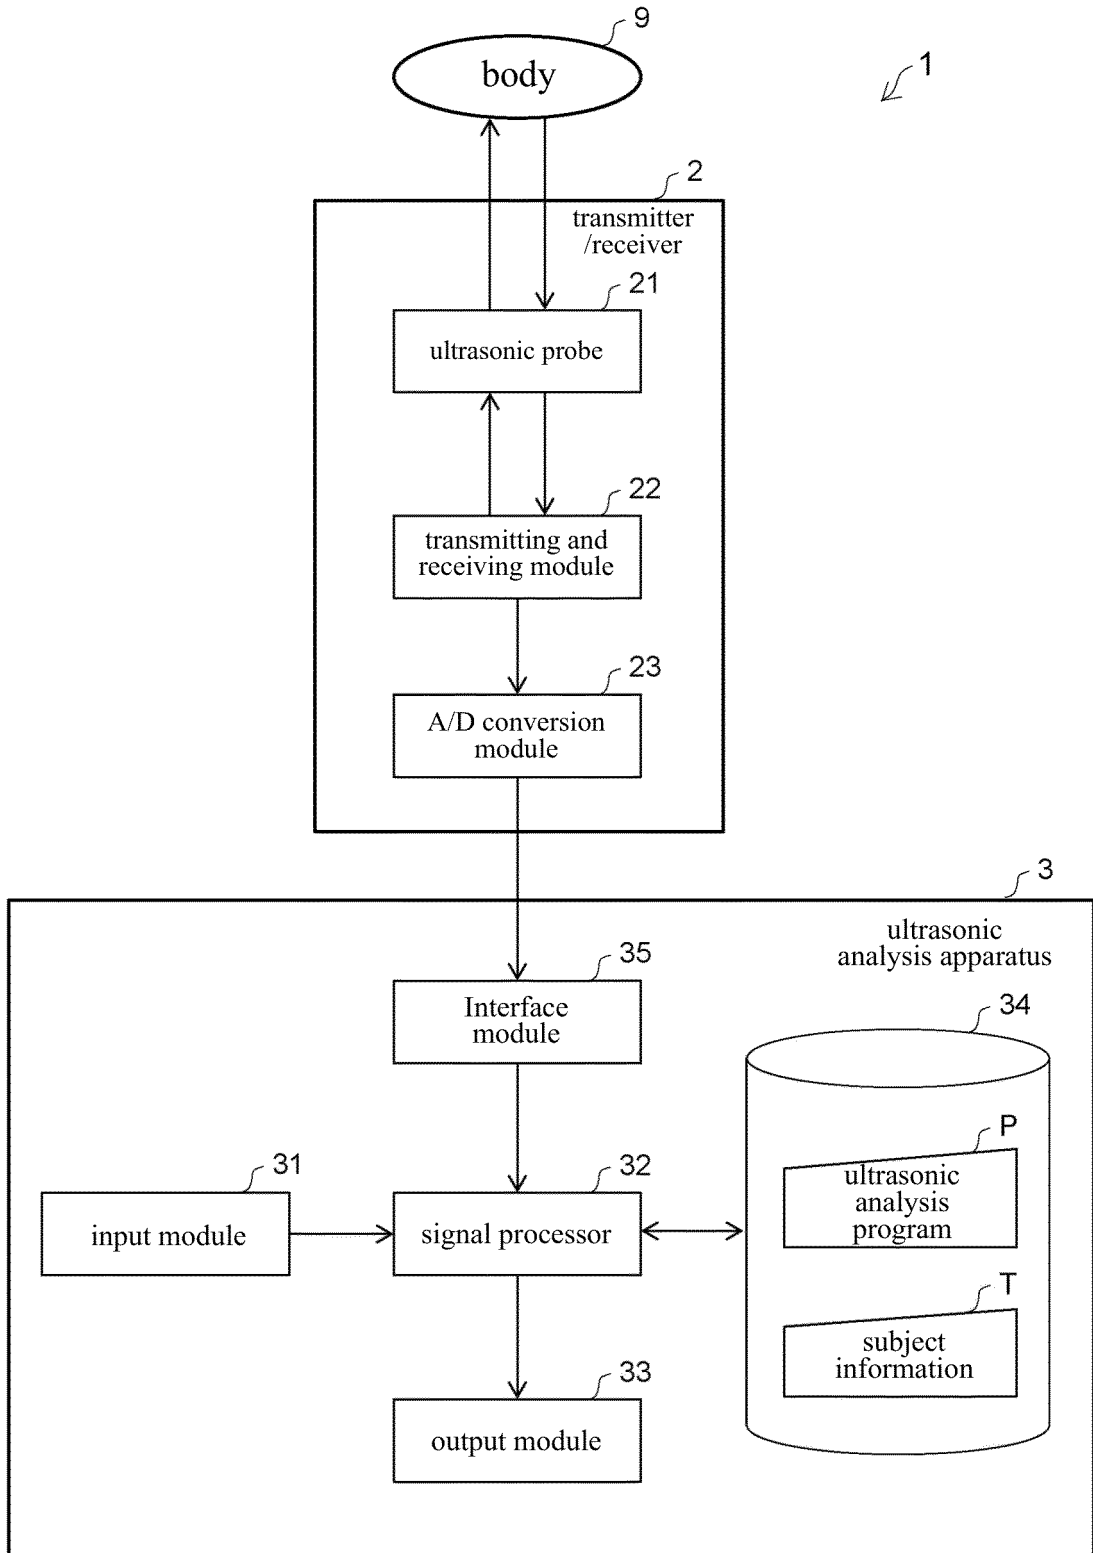 9
body
1
2
transmitter
/receiver
21
ultrasonic probe
22
transmitting and
receiving module
23
A/D conversion
module
3
ultrasonic
analysis apparatus
35
Interface
module
34
P
ultrasonic
analysis
program
31
input module
32
signal processor
T
subject
information
33
output module